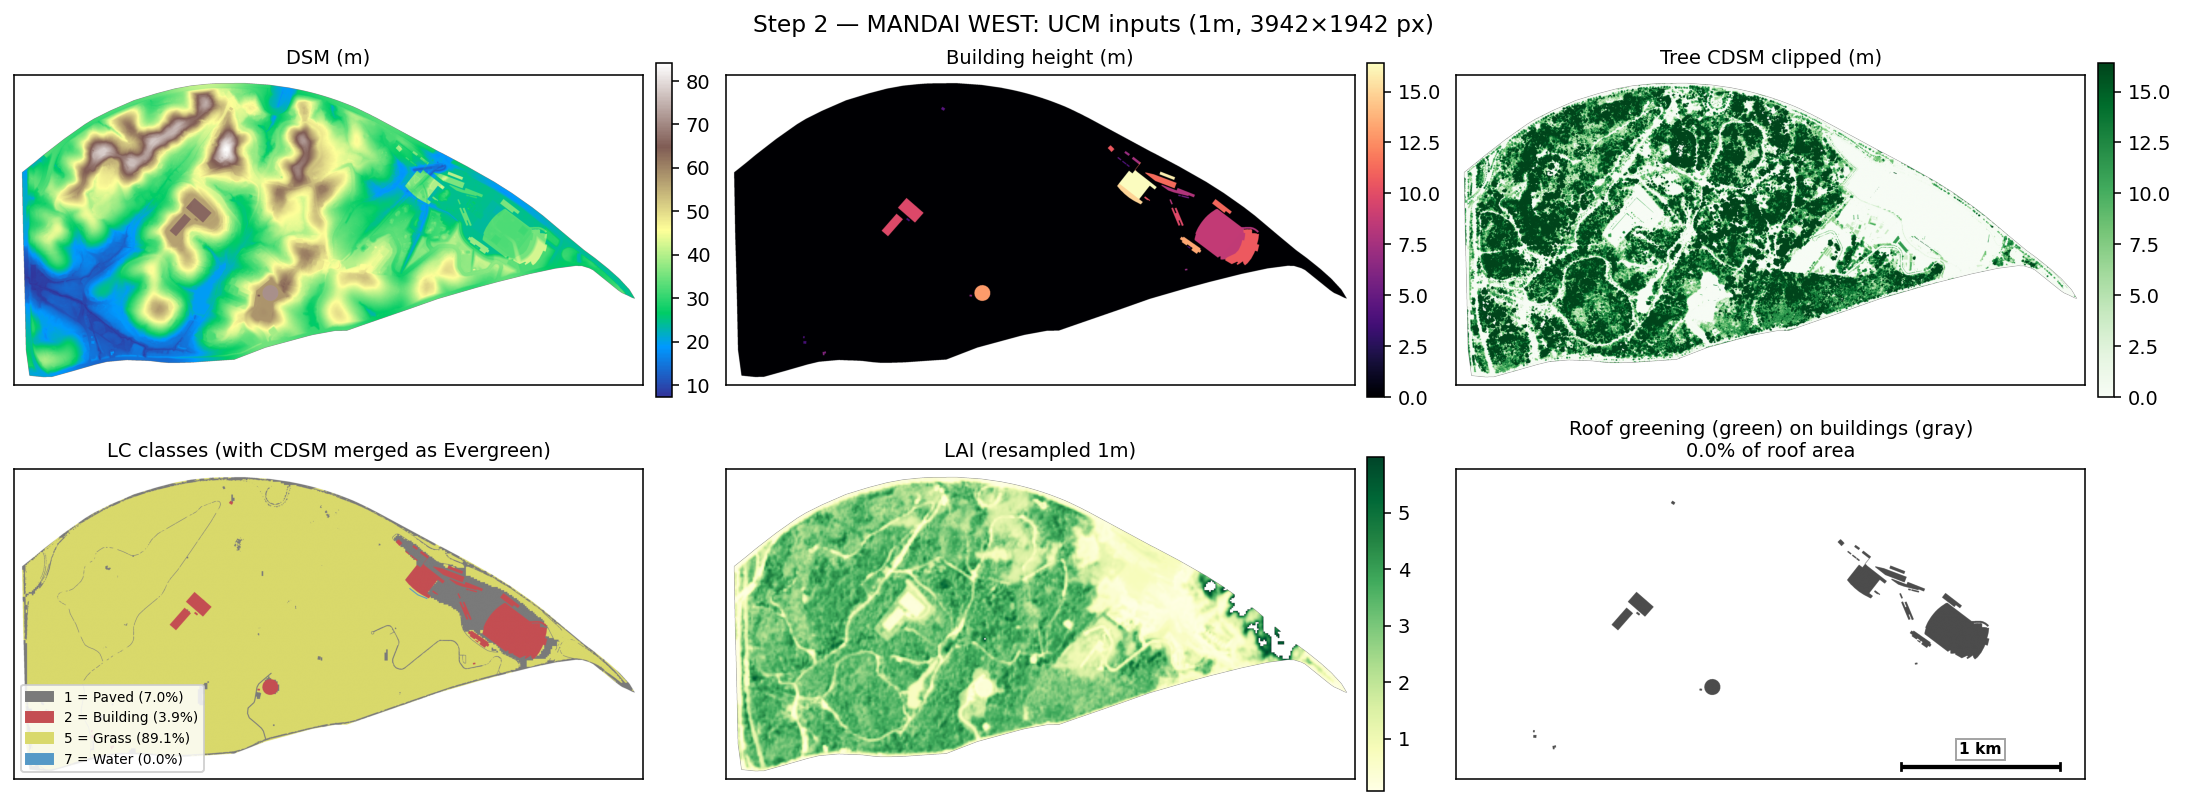 Step 2 — MANDAI WEST: UCM inputs (1m, 3942×1942 px)
DSM (m)
80
70
60
50
40
30
20
10
Building height (m)
15.0
12.5
10.0
7.5
5.0
2.5
0.0
Tree CDSM clipped (m)
15.0
12.5
10.0
7.5
5.0
2.5
0.0
LC classes (with CDSM merged as Evergreen)
1 = Paved (7.0%)
2 = Building (3.9%)
5 = Grass (89.1%)
7 = Water (0.0%)
LAI (resampled 1m)
5
4
3
2
1
Roof greening (green) on buildings (gray)
0.0% of roof area
1 km